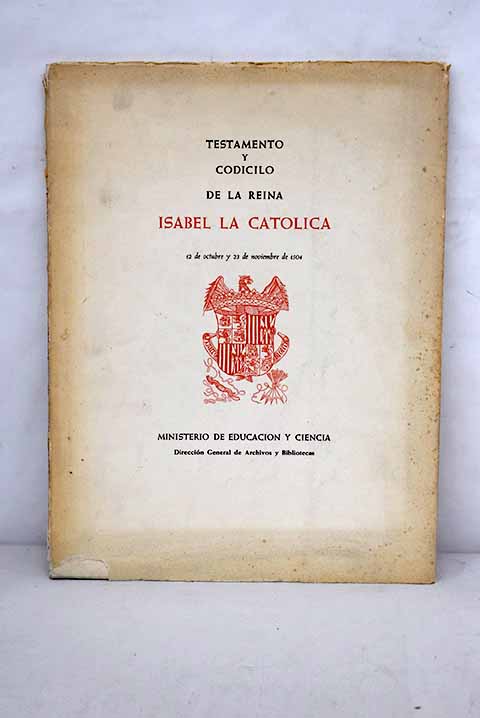 TESTAMENTO
Y
CODICILO
DE LA REINA
ISABEL LA CATOLICA
12 de octubre y 23 de noviembre de 1504
MINISTERIO DE EDUCACION Y CIENCIA
Dirección General de Archivos y Bibliotecas